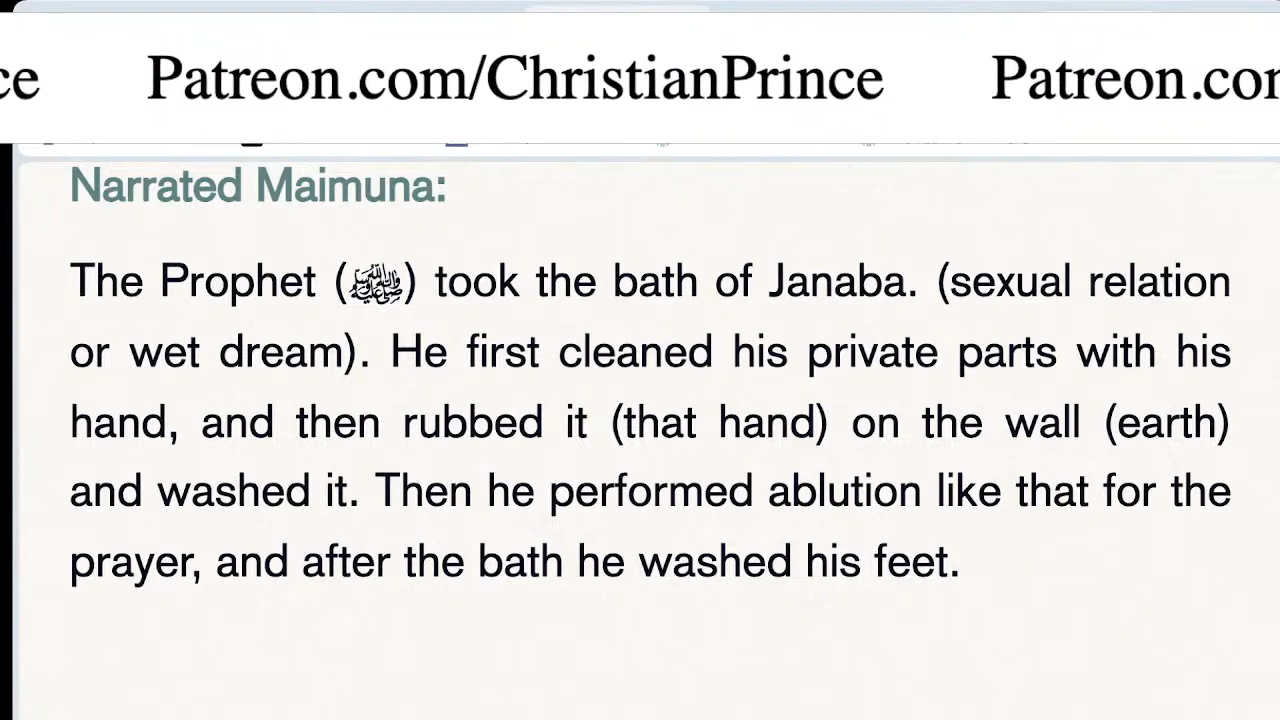 ce Patreon.com/ChristianPrince Patreon.cor
Narrated Maimuna:
The Prophet (ﷺ) took the bath of Janaba. (sexual relation
or wet dream). He first cleaned his private parts with his
hand, and then rubbed it (that hand) on the wall (earth)
and washed it. Then he performed ablution like that for the
prayer, and after the bath he washed his feet.